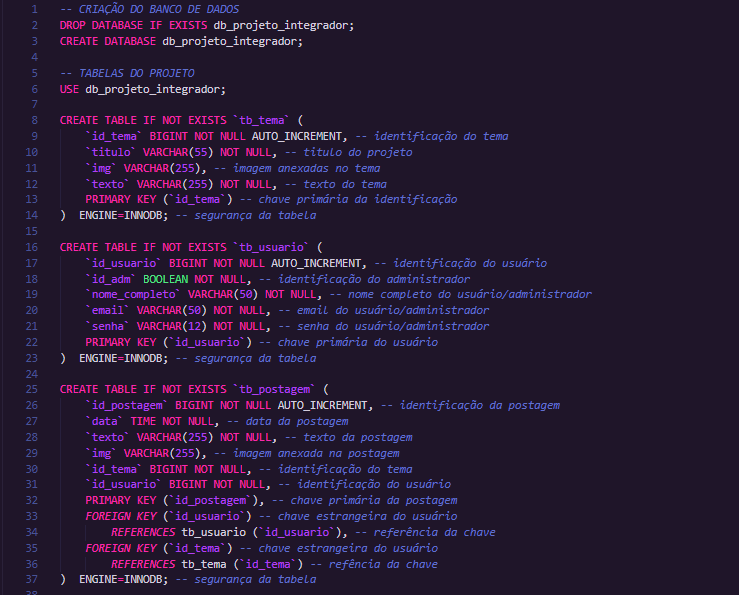 1 -- CRIAÇÃO DO BANCO DE DADOS
2 DROP DATABASE IF EXISTS db_projeto_integrador;
3 CREATE DATABASE db_projeto_integrador;
4
5 -- TABELAS DO PROJETO
6 USE db_projeto_integrador;
7
8 CREATE TABLE IF NOT EXISTS `tb_tema` (
9 `id_tema` BIGINT NOT NULL AUTO_INCREMENT, -- identificação do tema
10 `titulo` VARCHAR(55) NOT NULL, -- titulo do projeto
11 `img` VARCHAR(255), -- imagem anexadas no tema
12 `texto` VARCHAR(255) NOT NULL, -- texto do tema
13 PRIMARY KEY (`id_tema`) -- chave primária da identificação
14 ) ENGINE=INNODB; -- segurança da tabela
15
16 CREATE TABLE IF NOT EXISTS `tb_usuario` (
17 `id_usuario` BIGINT NOT NULL AUTO_INCREMENT, -- identificação do usuário
18 `id_adm` BOOLEAN NOT NULL, -- identificação do administrador
19 `nome_completo` VARCHAR(50) NOT NULL, -- nome completo do usuário/administrador
20 `email` VARCHAR(50) NOT NULL, -- email do usuário/administrador
21 `senha` VARCHAR(12) NOT NULL, -- senha do usuário/administrador
22 PRIMARY KEY (`id_usuario`) -- chave primária do usuário
23 ) ENGINE=INNODB; -- segurança da tabela
24
25 CREATE TABLE IF NOT EXISTS `tb_postagem` (
26 `id_postagem` BIGINT NOT NULL AUTO_INCREMENT, -- identificação da postagem
27 `data` TIME NOT NULL, -- data da postagem
28 `texto` VARCHAR(255) NOT NULL, -- texto da postagem
29 `img` VARCHAR(255), -- imagem anexada na postagem
30 `id_tema` BIGINT NOT NULL, -- identificação do tema
31 `id_usuario` BIGINT NOT NULL, -- identificação do usuário
32 PRIMARY KEY (`id_postagem`), -- chave primária da postagem
33 FOREIGN KEY (`id_usuario`) -- chave estrangeira do usuário
34 REFERENCES tb_usuario (`id_usuario`), -- referência da chave
35 FOREIGN KEY (`id_tema`) -- chave estrangeira do usuário
36 REFERENCES tb_tema (`id_tema`) -- refência da chave
37 ) ENGINE=INNODB; -- segurança da tabela
38